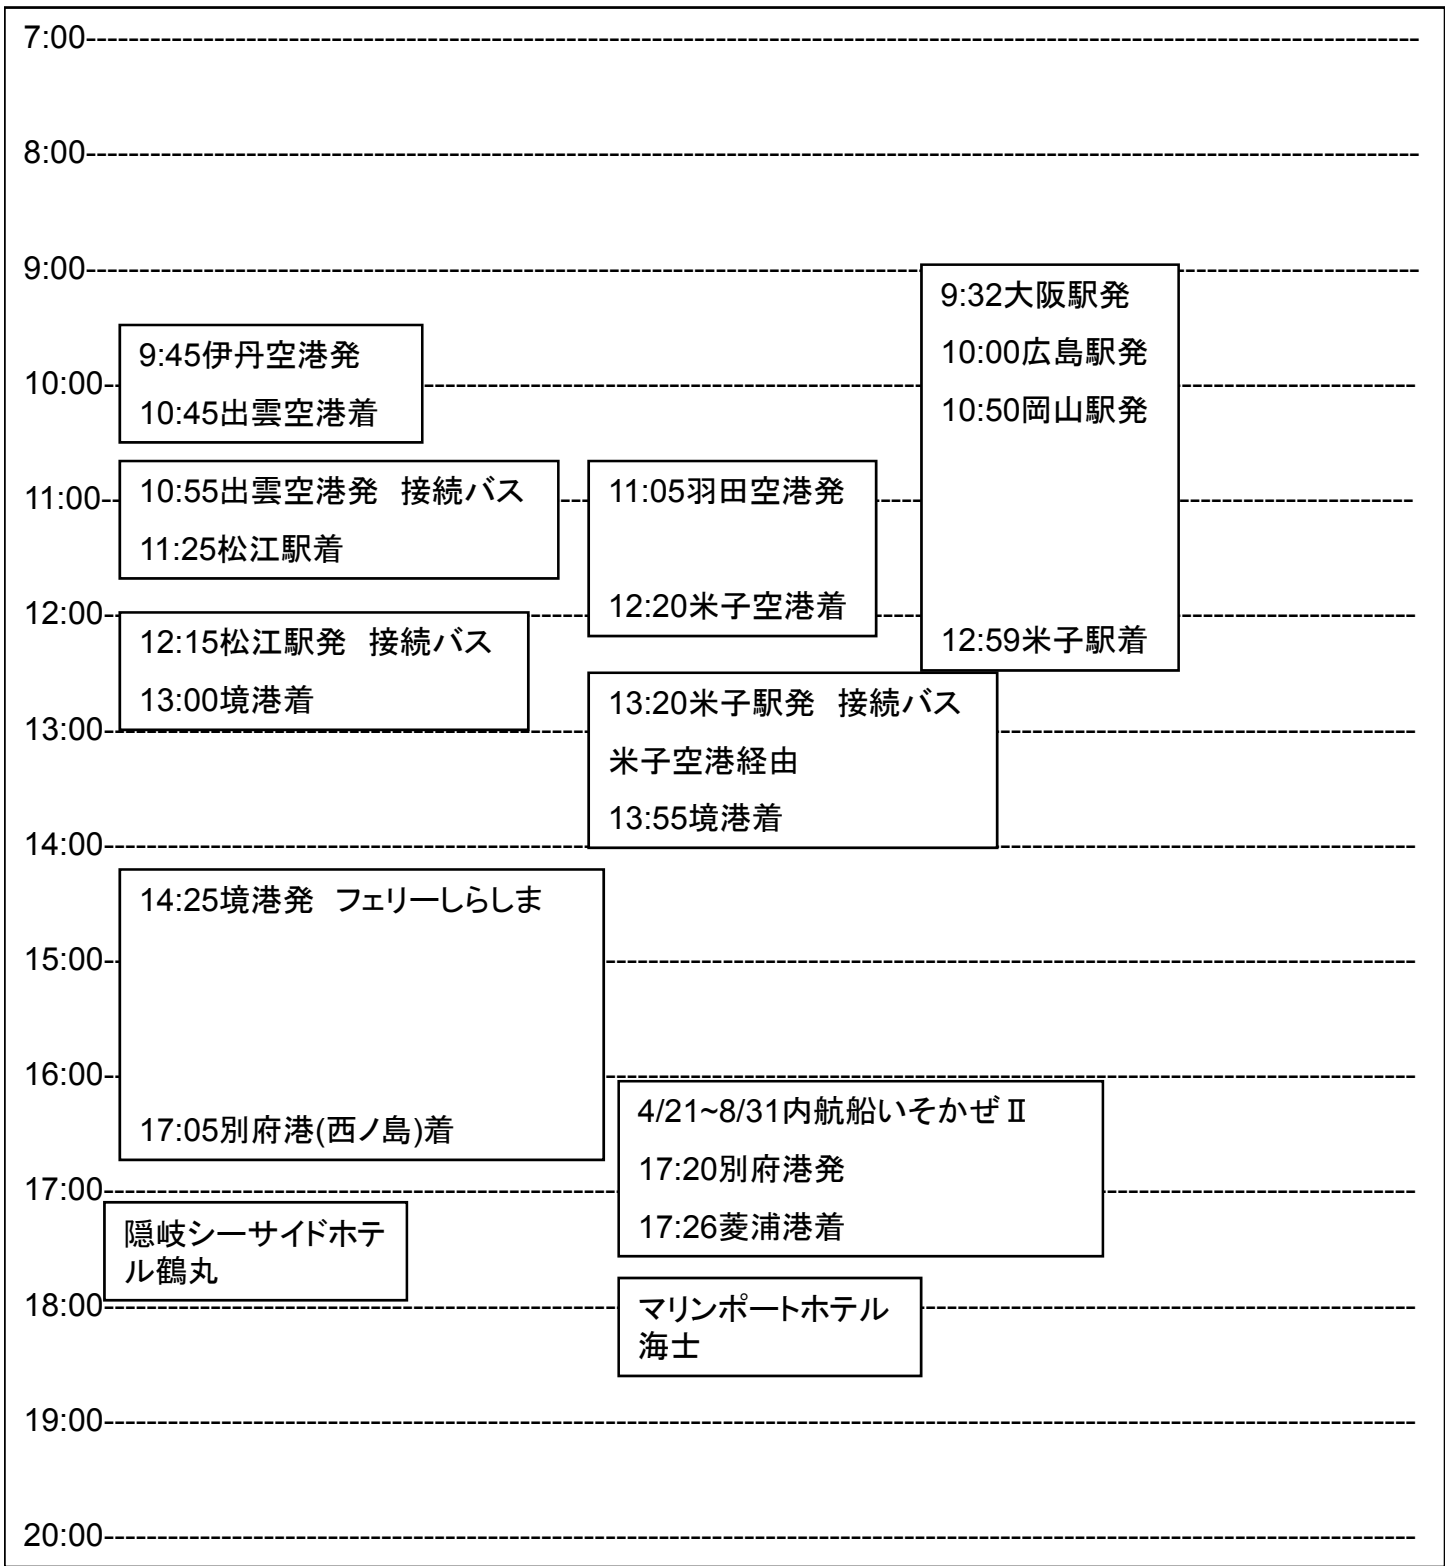 7:00
8:00
9:00
9:32大阪駅発
10:00広島駅発
10:50岡山駅発
12:59米子駅着
9:45伊丹空港発
10:45出雲空港着
10:00
10:55出雲空港発　接続バス
11:25松江駅着
11:00
11:05羽田空港発
12:20米子空港着
12:00
12:15松江駅発　接続バス
13:00境港着
13:20米子駅発　接続バス
米子空港経由
13:55境港着
13:00
14:00
14:25境港発　フェリーしらしま
17:05別府港(西ノ島)着
15:00
16:00
4/21~8/31内航船いそかぜⅡ
17:20別府港発
17:26菱浦港着
17:00
隠岐シーサイドホテ
ル鶴丸
18:00
マリンポートホテル
海士
19:00
20:00